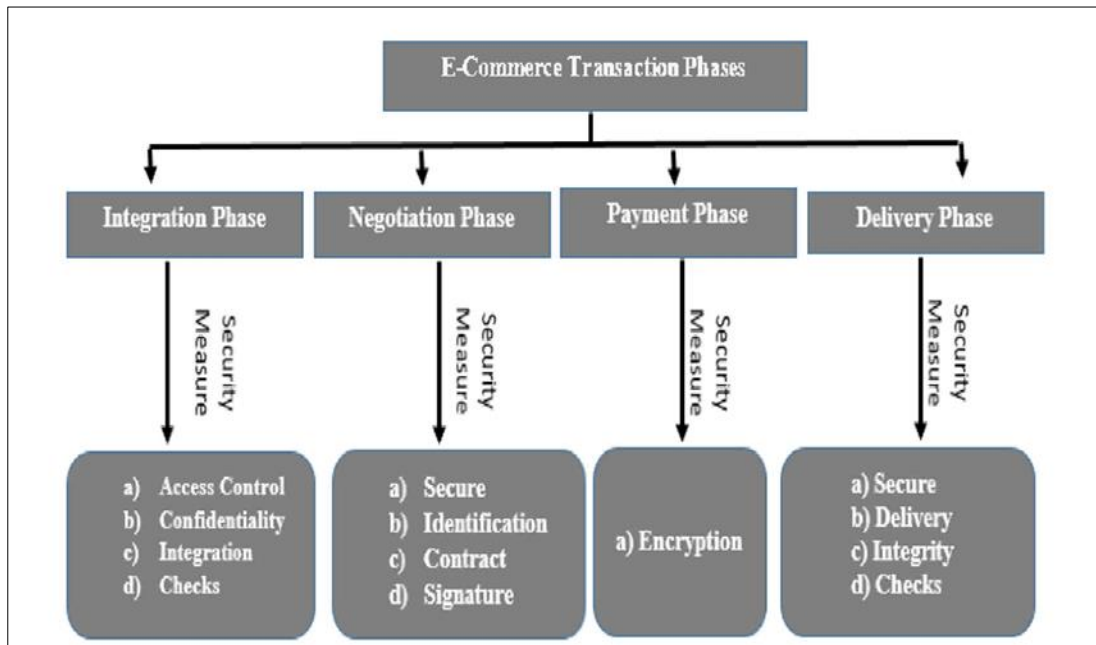 E-Commerce Transaction Phases
Integration Phase
Negotiation Phase
Payment Phase
Delivery Phase
Security
Measure
Security
Measure
Security
Measure
Security
Measure
a) Access Control
b) Confidentiality
c) Integration
d) Checks
a) Secure
b) Identification
c) Contract
d) Signature
a) Encryption
a) Secure
b) Delivery
c) Integrity
d) Checks